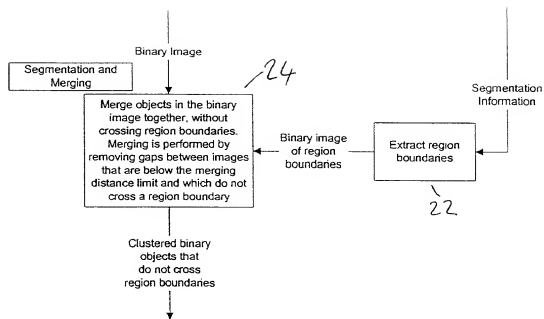 Binary Image
Segmentation and
Merging
24
Merge objects in the binary
image together, without
crossing region boundaries.
Merging is performed by
removing gaps between images
that are below the merging
distance limit and which do not
cross a region boundary
Binary image
of region
boundaries
Extract region
boundaries
Segmentation
Information
22
Clustered binary
objects that
do not cross
region boundaries